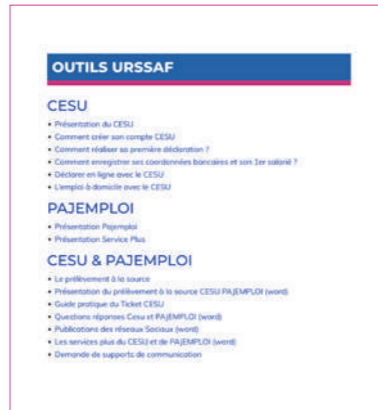 OUTILS URSSAF
CESU
• Présentation du CESU
• Comment créer son compte CESU
• Comment réaliser sa première déclaration ?
• Comment enregistrer ses coordonnées bancaires et son 1er salarié ?
• Déclarer en ligne avec le CESU
• L'emploi à domicile avec le CESU
PAJEMPLOI
• Présentation Pajemploi
• Présentation Service Plus
CESU & PAJEMPLOI
• Le prélèvement à la source
• Présentation du prélèvement à la source CESU PAJEMPLOI (word)
• Guide pratique du Ticket CESU
• Questions réponses Cesu et PAJEMPLOI (word)
• Publications des réseaux Sociaux (word)
• Les services plus du CESU et de PAJEMPLOI (word)
• Demande de supports de communication